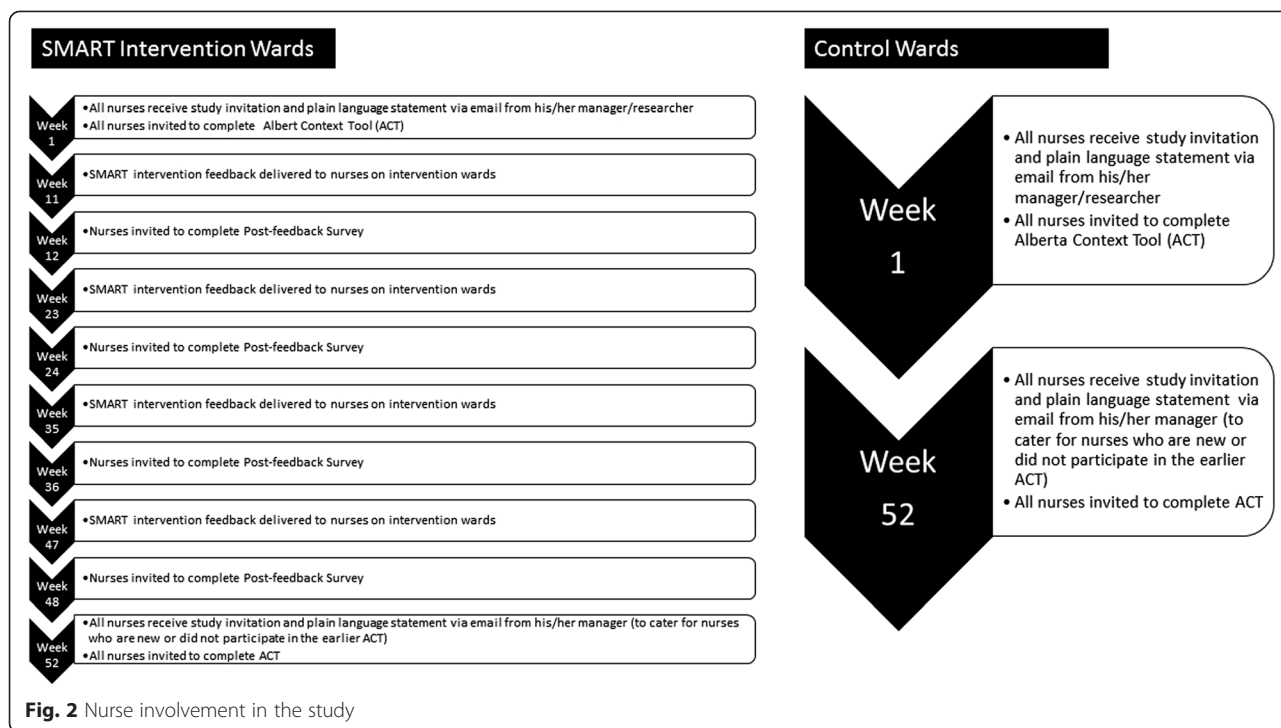 SMART Intervention Wards
Week
1
•All nurses receive study invitation and plain language statement via email from his/her manager/researcher
•All nurses invited to complete Albert Context Tool (ACT)
Week
11
•SMART intervention feedback delivered to nurses on intervention wards
Week
12
•Nurses invited to complete Post-feedback Survey
Week
23
•SMART intervention feedback delivered to nurses on intervention wards
Week
24
•Nurses invited to complete Post-feedback Survey
Week
35
•SMART intervention feedback delivered to nurses on intervention wards
Week
36
•Nurses invited to complete Post-feedback Survey
Week
47
•SMART intervention feedback delivered to nurses on intervention wards
Week
48
•Nurses invited to complete Post-feedback Survey
Week
52
•All nurses receive study invitation and plain language statement via email from his/her manager (to cater for nurses
who are new or did not participate in the earlier ACT)
•All nurses invited to complete ACT
Control Wards
Week
1
• All nurses receive study invitation
and plain language statement via
email from his/her
manager/researcher
• All nurses invited to complete
Alberta Context Tool (ACT)
Week
52
• All nurses receive study invitation
and plain language statement via
email from his/her manager (to
cater for nurses who are new or
did not participate in the earlier
ACT)
• All nurses invited to complete ACT
Fig. 2 Nurse involvement in the study